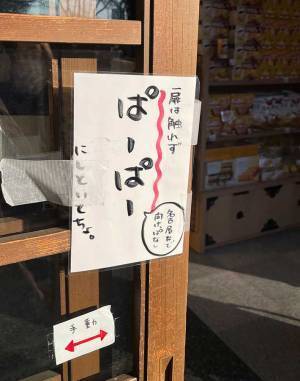 扉は触れず
ぱーぱー
にしといとちょ。
名古屋弁で
開けっぱなし
手動